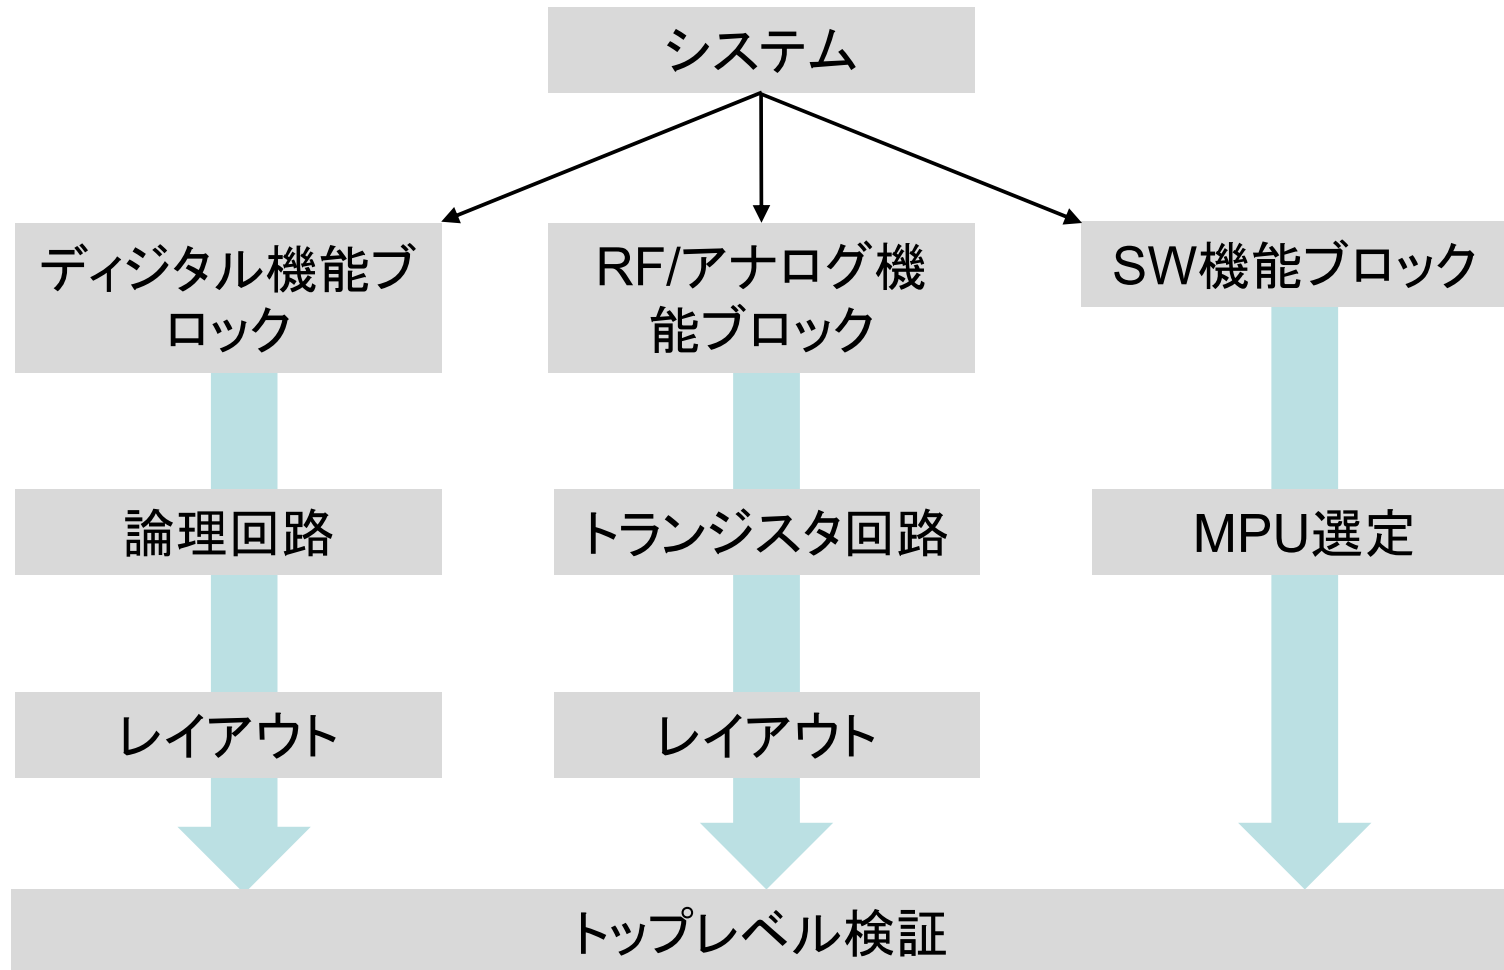 システム
ディジタル機能ブ
ロック
RF/アナログ機
能ブロック
SW機能ブロック
論理回路
トランジスタ回路
MPU選定
レイアウト
レイアウト
トップレベル検証